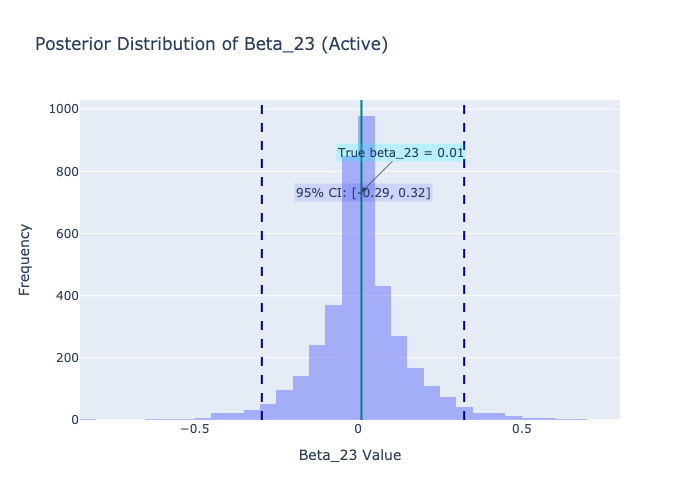 Posterior Distribution of Beta_23 (Active)
1000
800
600
400
200
0
Frequency
True beta_23 = 0.01
95% CI: [-0.29, 0.32]
−0.5
0
0.5
Beta_23 Value